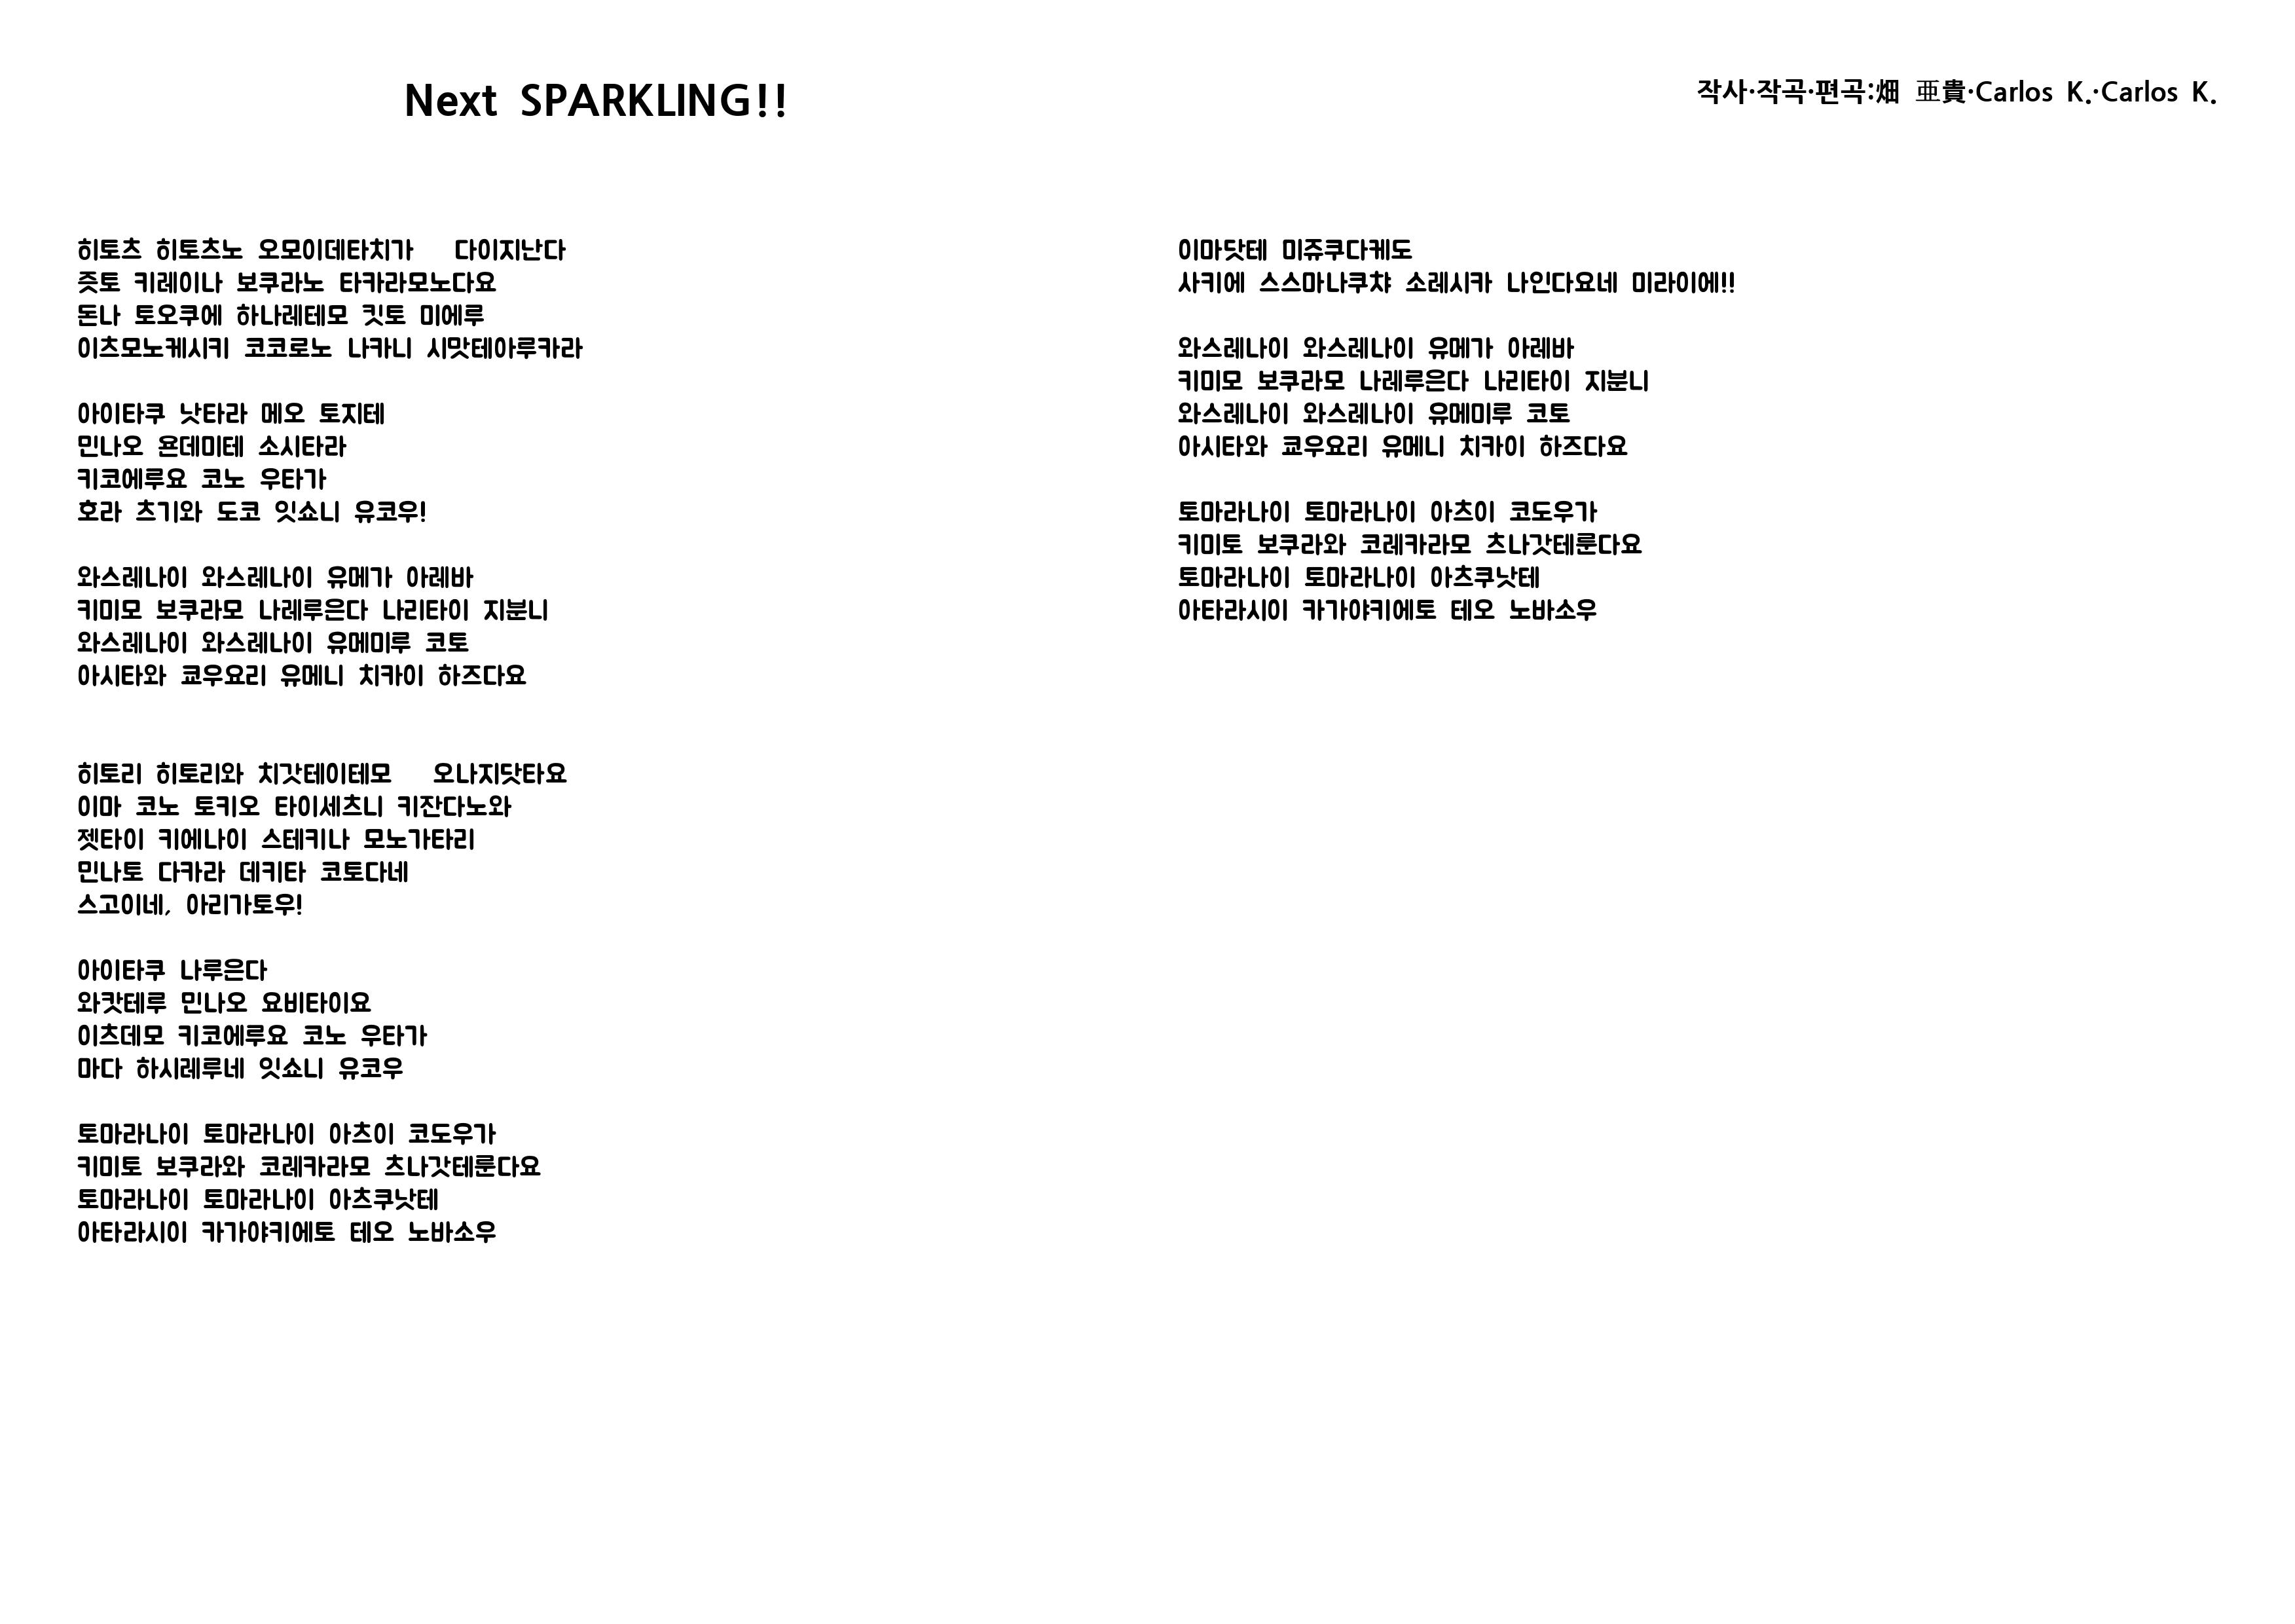 Next SPARKLING!!
작사·작곡·편곡:畑 亜貴·Carlos K.·Carlos K.
히토츠 히토츠노 오모이데타치가 다이지난다
즛토 키레이나 보쿠라노 타카라모노다요
돈나 토오쿠에 하나레테모 킷토 미에루
이츠모노케시키 코코로노 나카니 시맛테아루카라
아이타쿠 낫타라 메오 토지테
민나오 욘데미테 소시타라
키코에루요 코노 우타가
호라 츠기와 도코 잇쇼니 유코우!
와스레나이 와스레나이 유메가 아레바
키미모 보쿠라모 나레루은다 나리타이 지분니
와스레나이 와스레나이 유메미루 코토
아시타와 쿄우요리 유메니 치카이 하즈다요
히토리 히토리와 치갓테이테모 오나지닷타요
이마 코노 토키오 타이세츠니 키잔다노와
젯타이 키에나이 스테키나 모노가타리
민나토 다카라 데키타 코토다네
스고이네, 아리가토우!
아이타쿠 나루은다
와캇테루 민나오 요비타이요
이츠데모 키코에루요 코노 우타가
마다 하시레루네 잇쇼니 유코우
토마라나이 토마라나이 아츠이 코도우가
키미토 보쿠라와 코레카라모 츠나갓테룬다요
토마라나이 토마라나이 아츠쿠낫테
아타라시이 카가야키에토 테오 노바소우
이마닷테 미쥬쿠다케도
사키에 스스마나쿠챠 소레시카 나인다요네 미라이에!!
와스레나이 와스레나이 유메가 아레바
키미모 보쿠라모 나레루은다 나리타이 지분니
와스레나이 와스레나이 유메미루 코토
아시타와 쿄우요리 유메니 치카이 하즈다요
토마라나이 토마라나이 아츠이 코도우가
키미토 보쿠라와 코레카라모 츠나갓테룬다요
토마라나이 토마라나이 아츠쿠낫테
아타라시이 카가야키에토 테오 노바소우